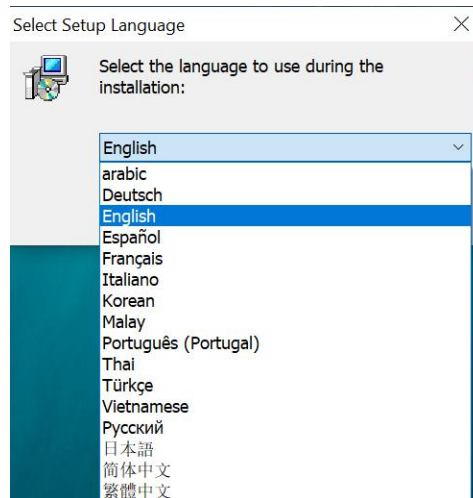 Select Setup Language
Select the language to use during the
installation:
English
arabic
Deutsch
English
Español
Français
Italiano
Korean
Malay
Português (Portugal)
Thai
Türkçe
Vietnamese
Русский
日本語
简体中文
繁體中文